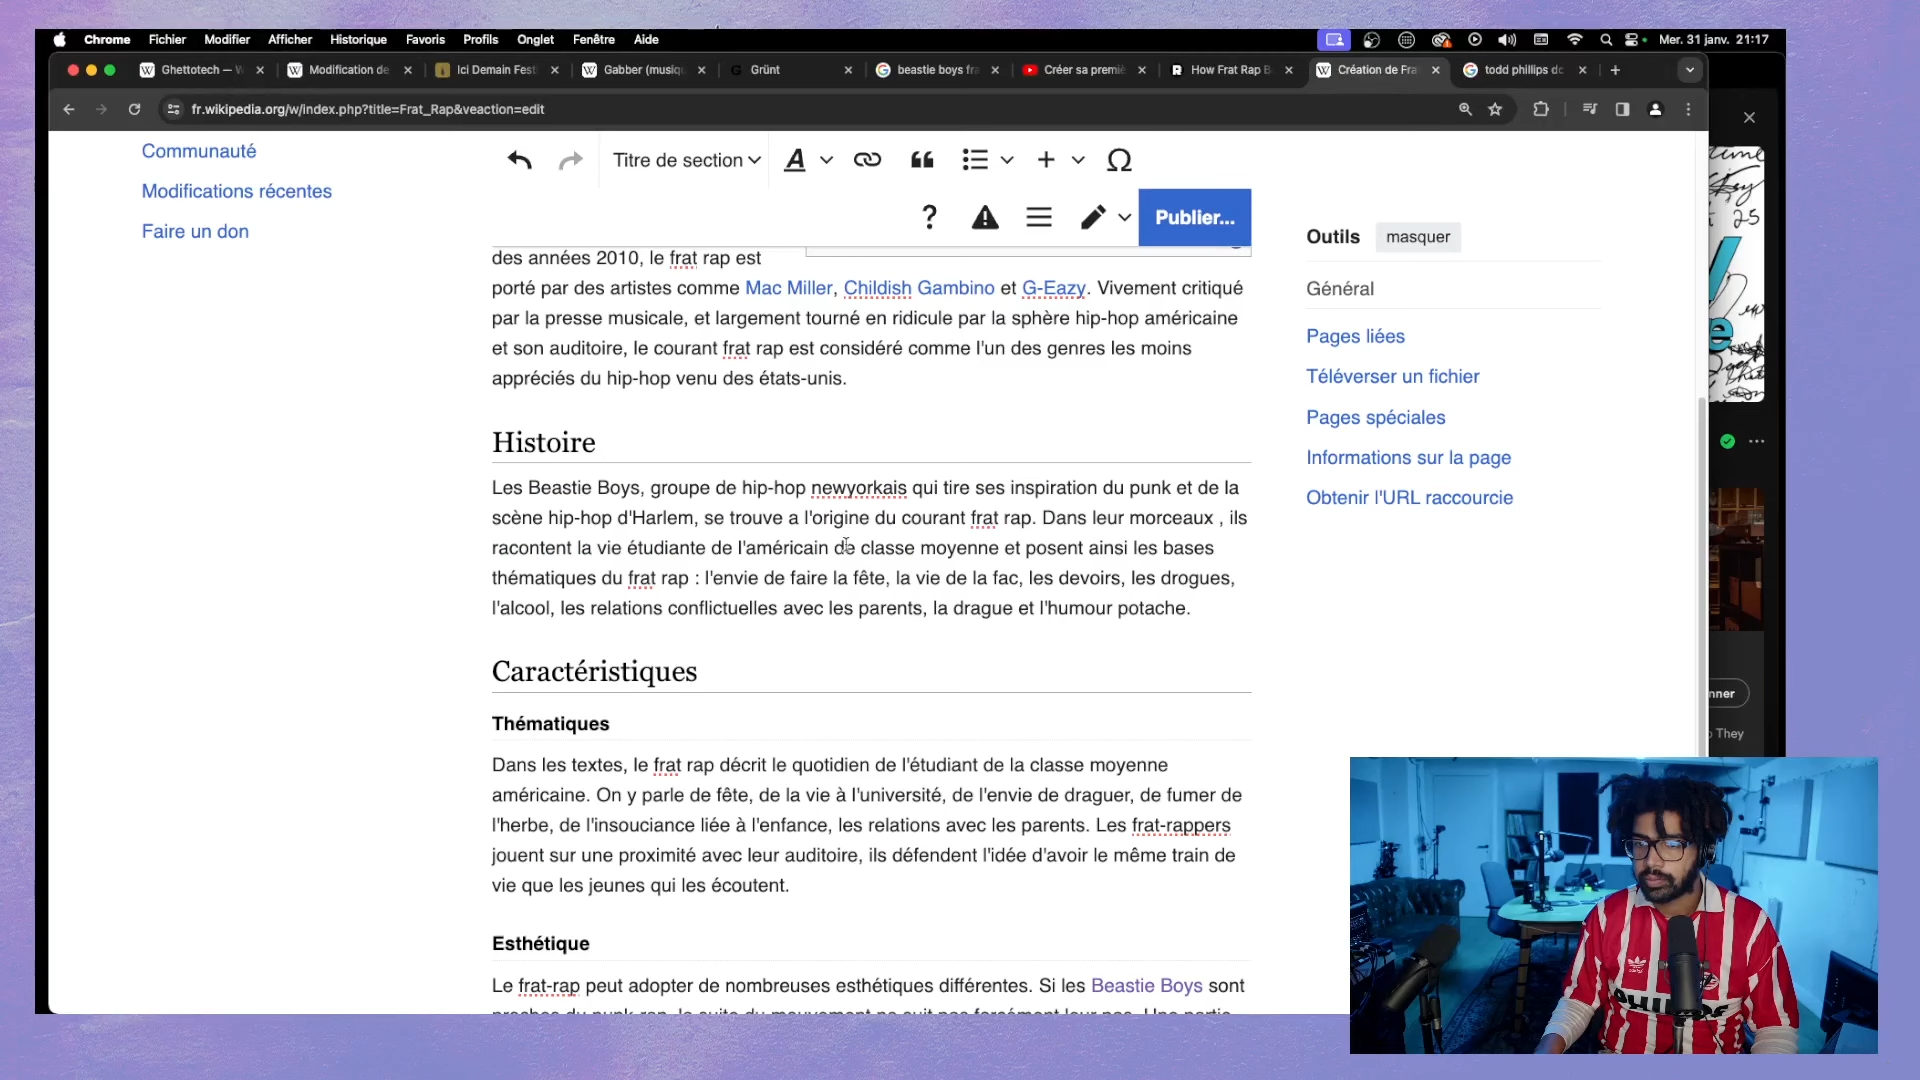 Chrome Fichier Modifier Afficher Historique Favoris Profils Onglet Fenêtre Aide
Mer. 31 janv. 21:17
Ghettotech — W
Modification de
Ici Demain Fest
Gabber (musiqu
Grünt
beastie boys fra
Créer sa premiè
How Frat Rap B
Création de Fra
todd phillips dc
fr.wikipedia.org/w/index.php?title=Frat_Rap&veaction=edit
Communauté
Modifications récentes
Faire un don
Titre de section
Publier...
des années 2010, le frat rap est
porté par des artistes comme Mac Miller, Childish Gambino et G-Eazy. Vivement critiqué
par la presse musicale, et largement tourné en ridicule par la sphère hip-hop américaine
et son auditoire, le courant frat rap est considéré comme l'un des genres les moins
appréciés du hip-hop venu des états-unis.
Histoire
Les Beastie Boys, groupe de hip-hop newyorkais qui tire ses inspiration du punk et de la
scène hip-hop d'Harlem, se trouve a l'origine du courant frat rap. Dans leur morceaux , ils
racontent la vie étudiante de l'américain de classe moyenne et posent ainsi les bases
thématiques du frat rap : l'envie de faire la fête, la vie de la fac, les devoirs, les drogues,
l'alcool, les relations conflictuelles avec les parents, la drague et l'humour potache.
Caractéristiques
Thématiques
Dans les textes, le frat rap décrit le quotidien de l'étudiant de la classe moyenne
américaine. On y parle de fête, de la vie à l'université, de l'envie de draguer, de fumer de
l'herbe, de l'insouciance liée à l'enfance, les relations avec les parents. Les frat-rappers
jouent sur une proximité avec leur auditoire, ils défendent l'idée d'avoir le même train de
vie que les jeunes qui les écoutent.
Esthétique
Le frat-rap peut adopter de nombreuses esthétiques différentes. Si les Beastie Boys sont
Outils masquer
Général
Pages liées
Téléverser un fichier
Pages spéciales
Informations sur la page
Obtenir l'URL raccourcie
25
nner
They
PHILIPS